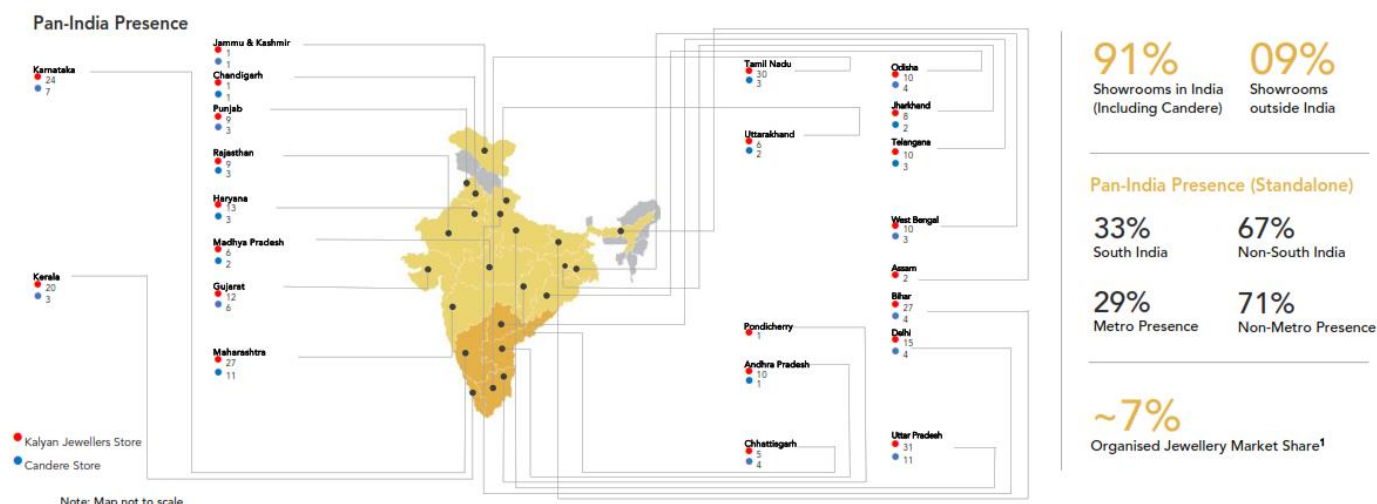 Pan-India Presence
Karnataka
24
7
Kerala
20
3
Jammu & Kashmir
1
1
Chandigarh
1
1
Punjab
9
3
Rajasthan
9
3
Haryana
13
3
Madhya Pradesh
6
2
Gujarat
12
6
Maharashtra
27
11
Tamil Nadu
30
3
Uttarakhand
6
2
Pondicherry
1
Andhra Pradesh
10
1
Chhattisgarh
5
4
Odisha
10
4
Jharkhand
8
2
Telangana
10
3
West Bengal
10
3
Assam
2
Bihar
27
4
Delhi
15
4
Uttar Pradesh
31
11
Kalyan Jewellers Store
Candere Store
Note: Map not to scale
91%
Showrooms in India
(Including Candere)
09%
Showrooms
outside India
Pan-India Presence (Standalone)
33%
South India
67%
Non-South India
29%
Metro Presence
71%
Non-Metro Presence
~7%
Organised Jewellery Market Share¹